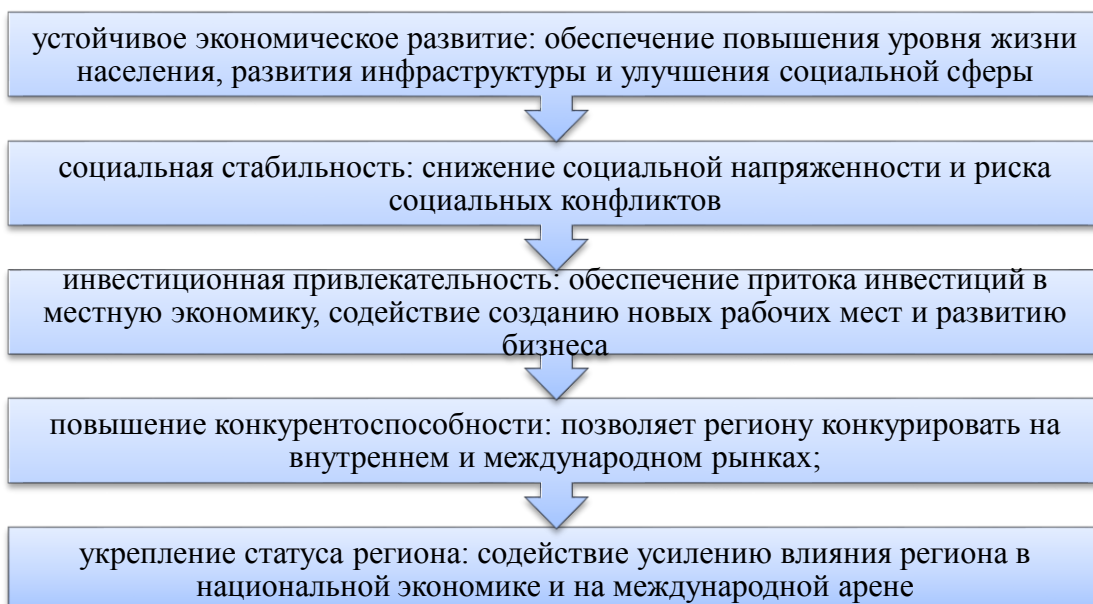 устойчивое экономическое развитие: обеспечение повышения уровня жизни
населения, развития инфраструктуры и улучшения социальной сферы
социальная стабильность: снижение социальной напряженности и риска
социальных конфликтов
инвестиционная привлекательность: обеспечение притока инвестиций в
местную экономику, содействие созданию новых рабочих мест и развитию
бизнеса
повышение конкурентоспособности: позволяет региону конкурировать на
внутреннем и международном рынках;
укрепление статуса региона: содействие усилению влияния региона в
национальной экономике и на международной арене